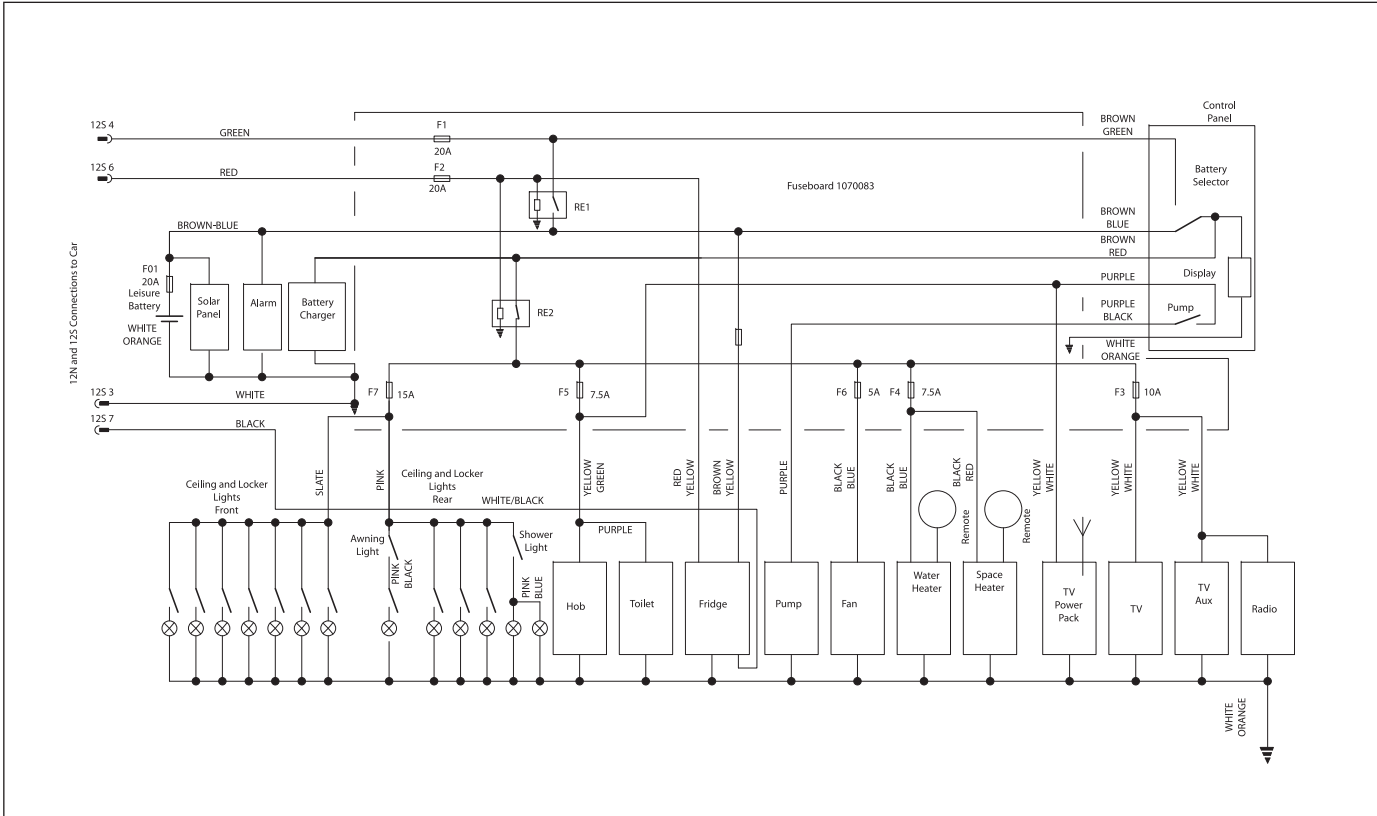 12S 4
GREEN
F1
20A
BROWN
GREEN
Control
Panel
12S 6
RED
F2
20A
Fuseboard 1070083
Battery
Selector
RE1
BROWN-BLUE
BROWN
BLUE
BROWN
RED
F01
20A
Leisure
Battery
WHITE
ORANGE
Solar
Panel
Alarm
Battery
Charger
RE2
PURPLE
Display
PURPLE
BLACK
Pump
WHITE
ORANGE
12N and 12S Connections to Car
12S 3
WHITE
12S 7
BLACK
F7
15A
F5
7.5A
F6
5A
F4
7.5A
F3
10A
SLATE
PINK
Ceiling and Locker
Lights
Rear
Ceiling and Locker
Lights
Front
WHITE/BLACK
YELLOW
GREEN
RED
YELLOW
BROWN
YELLOW
PURPLE
BLACK
BLUE
BLACK
BLUE
BLACK
RED
YELLOW
WHITE
YELLOW
WHITE
YELLOW
WHITE
Awning
Light
PINK
BLACK
Shower
Light
PINK
BLUE
PURPLE
Remote
Remote
Hob
Toilet
Fridge
Pump
Fan
Water
Heater
Space
Heater
TV
Power
Pack
TV
TV
Aux
Radio
WHITE
ORANGE